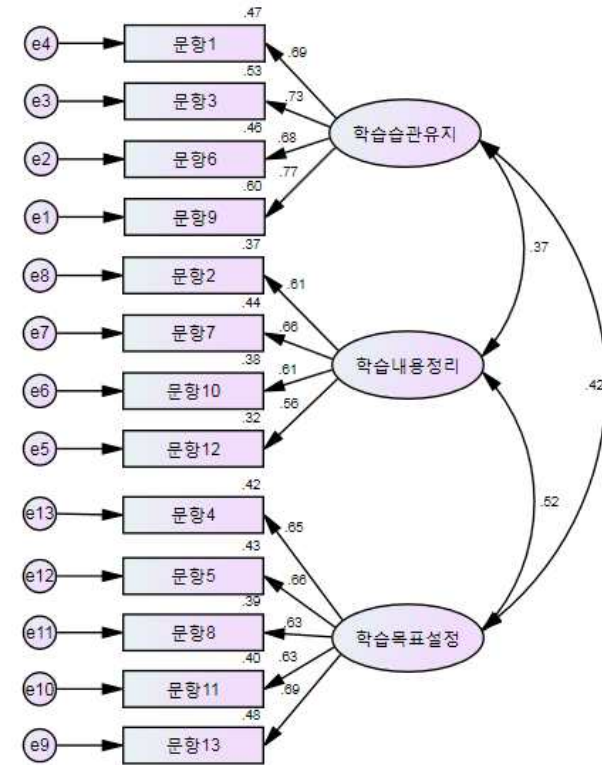 .47
e4 문항1 .69
.53
e3 문항3 .73
.46
e2 문항6 .68
학습습관유지
.60
e1 문항9 .77
.37
e8 문항2 .61
.37
.44
e7 문항7 .66
.38
e6 문항10 .61
학습내용정리
.42
.32
e5 문항12 .56
.42
e13 문항4 .65
.52
.43
e12 문항5 .66
.39
e11 문항8 .63
학습목표설정
.40
e10 문항11 .63
.48
e9 문항13 .69